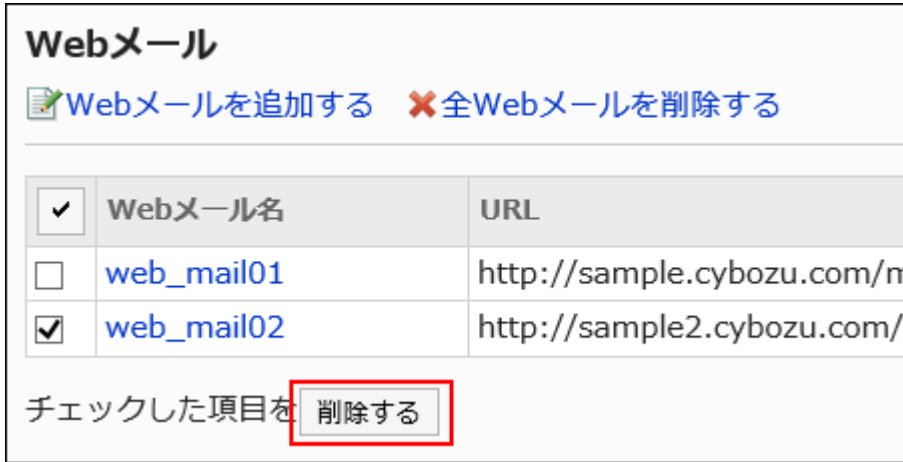 Webメール
Webメールを追加する 全Webメールを削除する
Webメール名 URL
web_mail01 http://sample.cybozu.com/
web_mail02 http://sample2.cybozu.com/
チェックした項目を 削除する